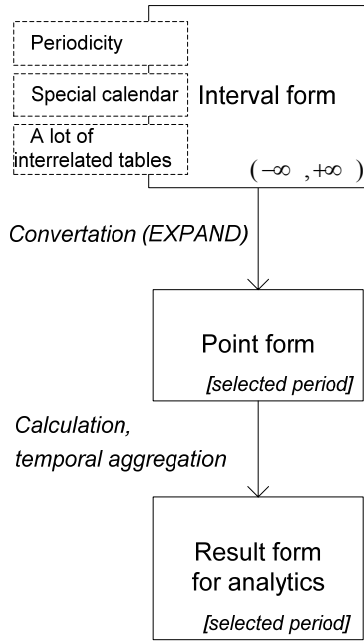 Periodicity
Special calendar
A lot of
interrelated tables
Interval form
(−∞ ,+∞ )
Convertation (EXPAND)
Point form
[selected period]
Calculation,
temporal aggregation
Result form
for analytics
[selected period]